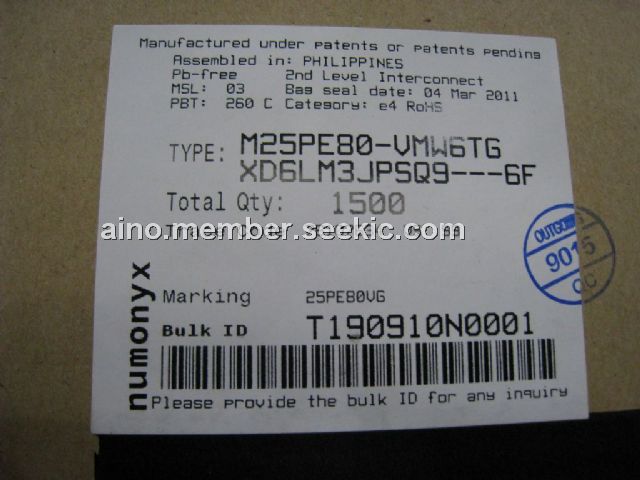 Manufactured under patents or patents pending
Assembled in: PHILIPPINES
Pb-free 2nd Level Interconnect
MSL: 03 Bag seal date: 04 Mar 2011
PBT: 260 C Category: e4 RoHS
TYPE: M25PE80-VMW6TG
XD6LM3JPSQ9---6F
Total Qty: 1500
aino.member.seekic.com
Marking 25PE80VG
Bulk ID T190910N0001
numonyx
Please provide the bulk ID for any inquiry
OUTGOING
9015
QC